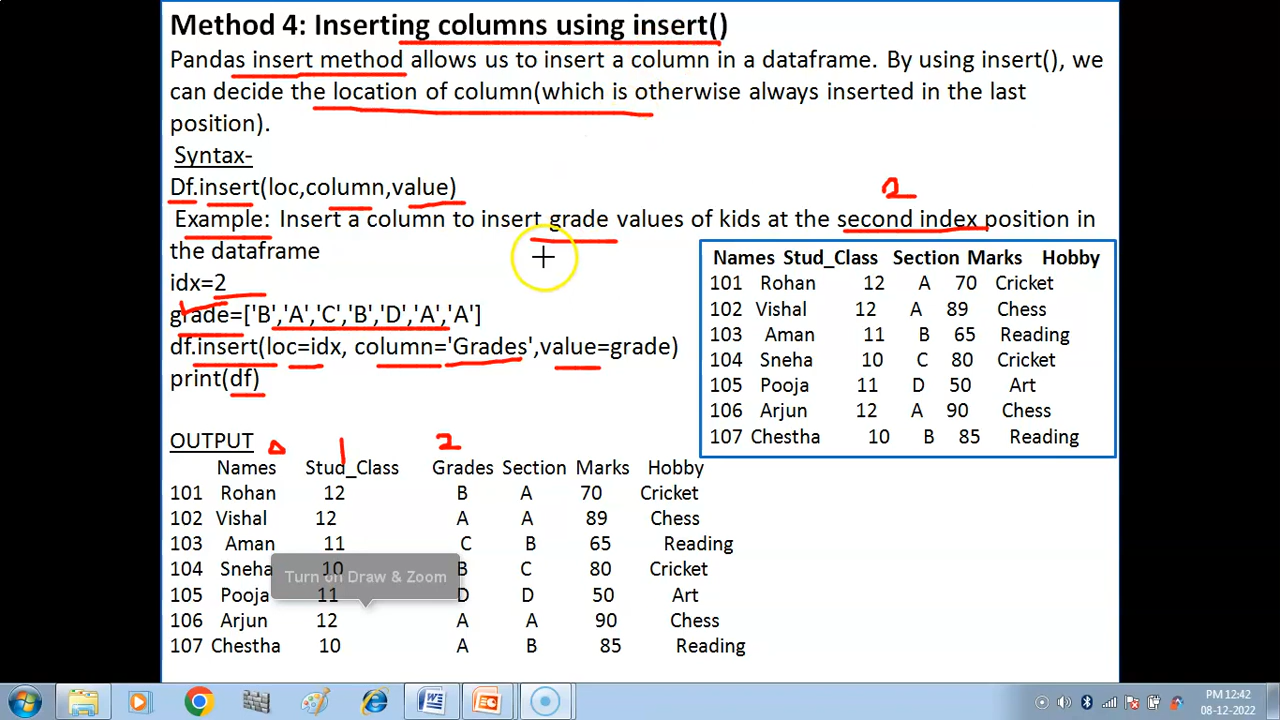 Method 4: Inserting columns using insert()
Pandas insert method allows us to insert a column in a dataframe. By using insert(), we
can decide the location of column(which is otherwise always inserted in the last
position).
Syntax-
Df.insert(loc,column,value)
2
Example: Insert a column to insert grade values of kids at the second index position in
the dataframe
idx=2
grade=['B','A','C','B','D','A','A']
df.insert(loc=idx, column='Grades',value=grade)
print(df)
Names Stud_Class Section Marks Hobby
101 Rohan 12 A 70 Cricket
102 Vishal 12 A 89 Chess
103 Aman 11 B 65 Reading
104 Sneha 10 C 80 Cricket
105 Pooja 11 D 50 Art
106 Arjun 12 A 90 Chess
107 Chestha 10 B 85 Reading
OUTPUT
0 1 2
Names Stud_Class Grades Section Marks Hobby
101 Rohan 12 B A 70 Cricket
102 Vishal 12 A A 89 Chess
103 Aman 11 C B 65 Reading
104 Sneha 10 B C 80 Cricket
105 Pooja 11 D D 50 Art
106 Arjun 12 A A 90 Chess
107 Chestha 10 A B 85 Reading
Turn on Draw & Zoom
PM 12:42
08-12-2022